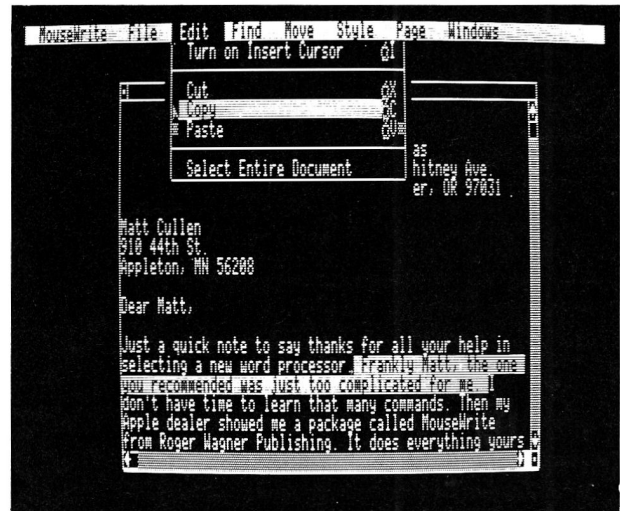 MouseWrite File Edit Find Move Style Page Windows
Turn on Insert Cursor I
Cut X
Copy C
Paste V
Select Entire Document
as
hitney Ave.
er, OR 97031
Matt Cullen
910 44th St.
Appleton, MN 56208
Dear Matt,
Just a quick note to say thanks for all your help in
selecting a new word processor. Frankly Matt, the one
you recommended was just too complicated for me. I
don't have time to learn that many commands. Then my
Apple dealer showed me a package called MouseWrite
from Roger Wagner Publishing. It does everything yours